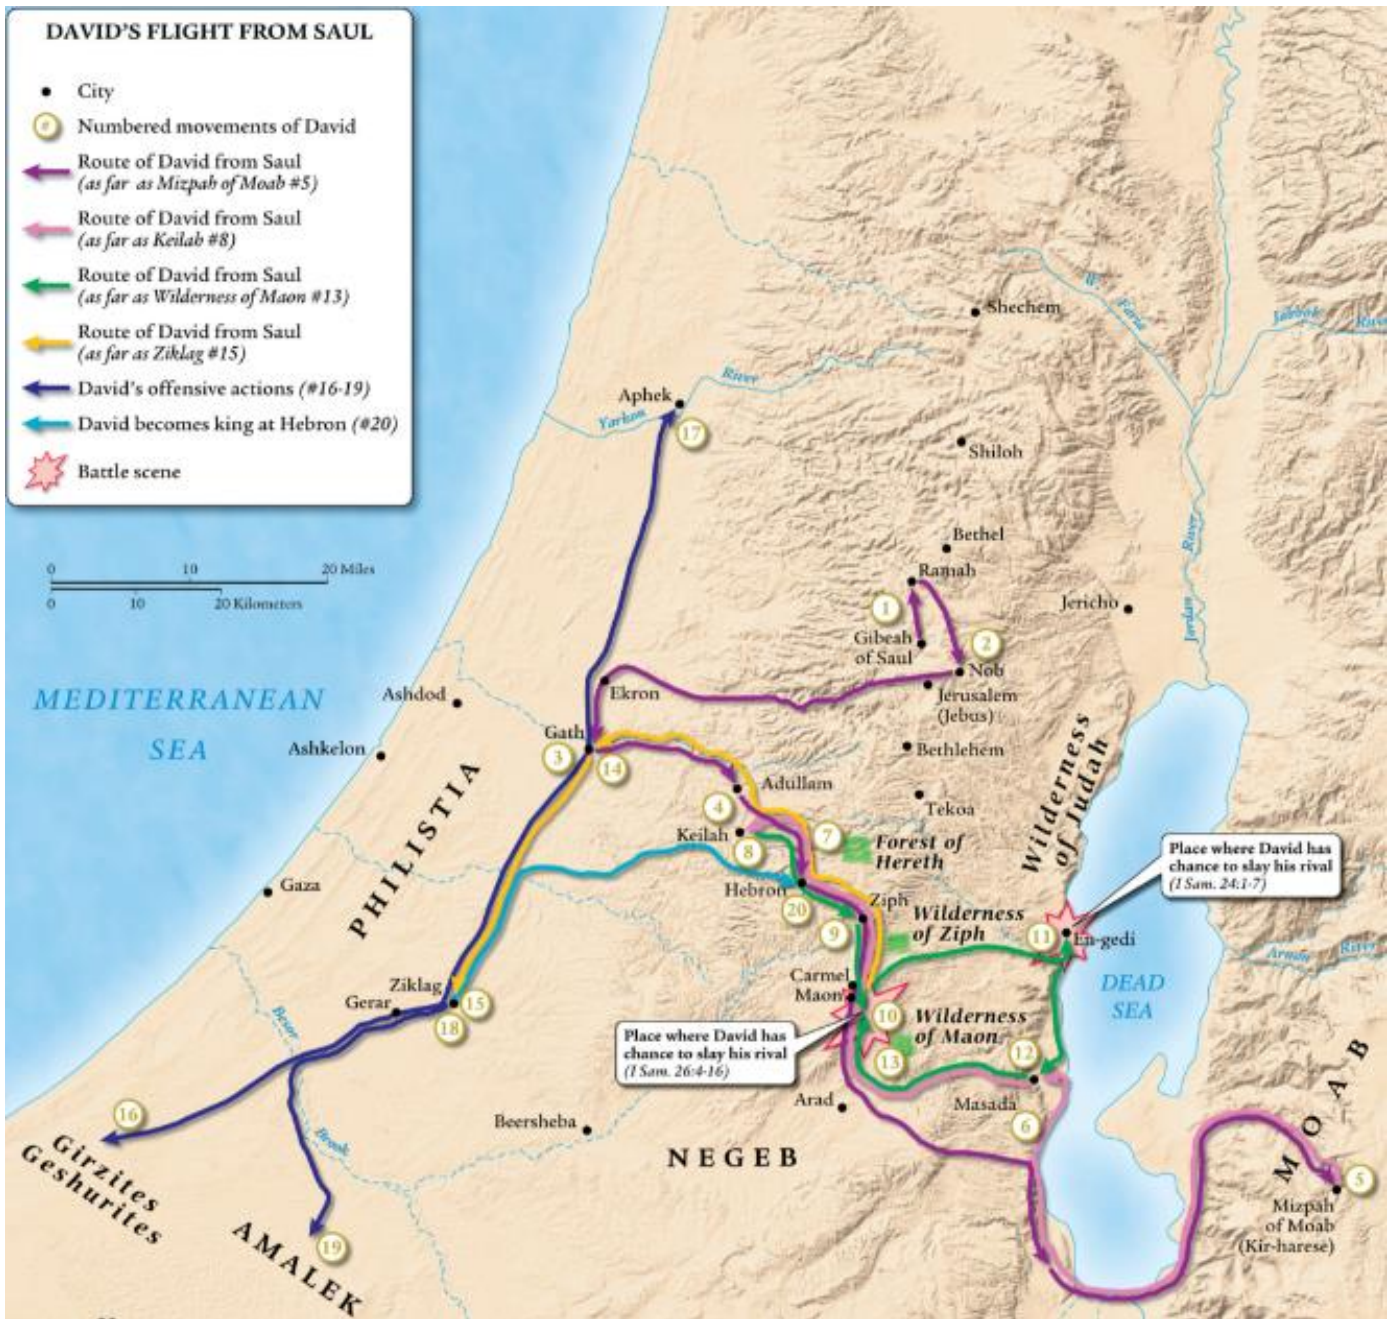 DAVID'S FLIGHT FROM SAUL
City
# Numbered movements of David
Route of David from Saul
(as far as Mizpah of Moab #5)
Route of David from Saul
(as far as Keilah #8)
Route of David from Saul
(as far as Wilderness of Maon #13)
Route of David from Saul
(as far as Ziklag #15)
David's offensive actions (#16-19)
David becomes king at Hebron (#20)
Battle scene
0 10 20 Miles
0 10 20 Kilometers
MEDITERRANEAN
SEA
Shechem
W. Faria
Jabbok River
Aphek
Yarkon River
17
Shiloh
Bethel
Ramah
1
Gibeah
of Saul
2
Nob
Jericho
Jordan River
Jerusalem
(Jebus)
Ekron
Ashdod
Ashkelon
Gath
3
14
Bethlehem
Tekoa
Adullam
4
Keilah
8
7
Forest of
Hereth
Wilderness
of Judah
Place where David has
chance to slay his rival
(I Sam. 24:1-7)
PHILISTIA
Gaza
Hebron
20
Ziph
9
Wilderness
of Ziph
11
En-gedi
Arnon River
DEAD
SEA
Carmel
Maon
10
Wilderness
of Maon
13
12
Masada
6
Place where David has
chance to slay his rival
(I Sam. 26:4-16)
Ziklag
Gerar
15
18
Besor
Brook
Arad
Beersheba
NEGEB
MOAB
5
Mizpah
of Moab
(Kir-harese)
16
Girzites
Geshurites
AMALEK
19